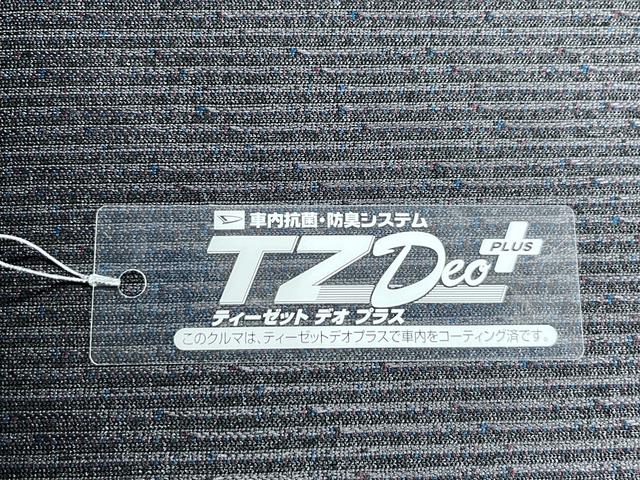 車内抗菌・防臭システム
TZ Deo PLUS
ティーゼット デオ プラス
このクルマは、ティーゼットデオプラスで車内をコーティング済です。